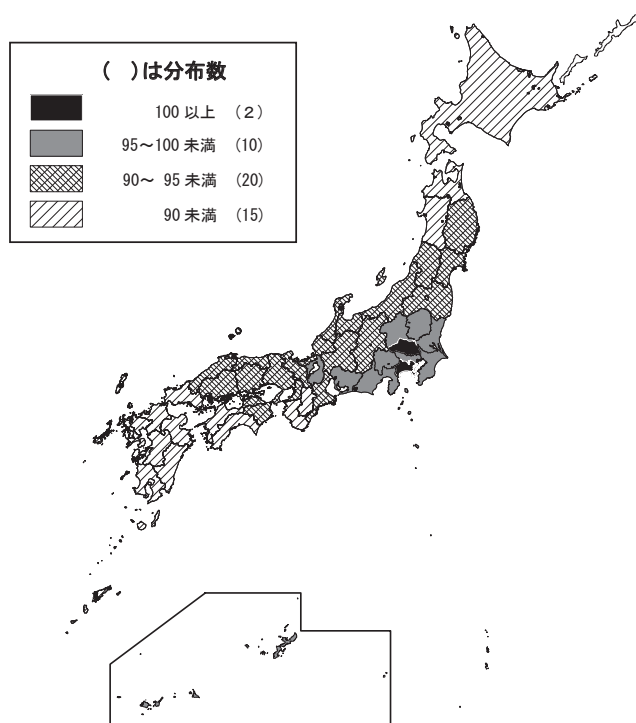 ( )は分布数
100 以上 (2)
95～100 未満 (10)
90～ 95 未満 (20)
90 未満 (15)